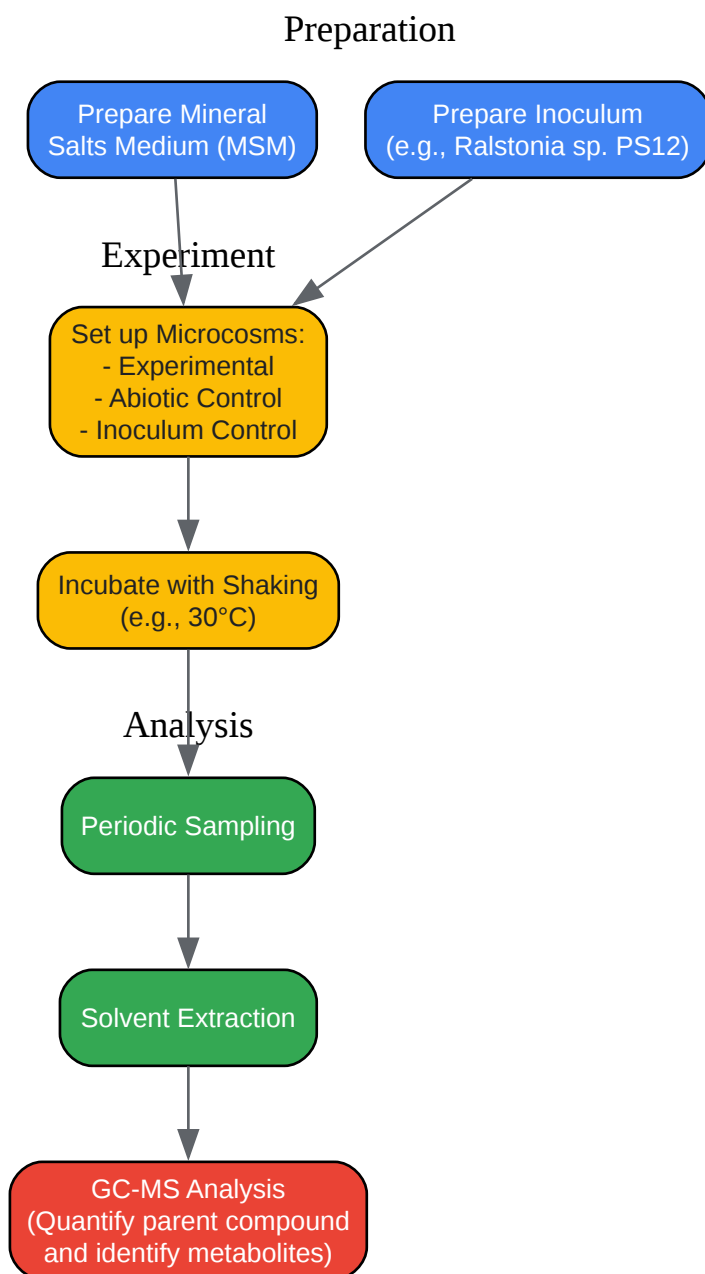 Preparation
Prepare Mineral
Salts Medium (MSM)
Prepare Inoculum
(e.g., Ralstonia sp. PS12)
Experiment
Set up Microcosms:
- Experimental
- Abiotic Control
- Inoculum Control
Incubate with Shaking
(e.g., 30°C)
Analysis
Periodic Sampling
Solvent Extraction
GC-MS Analysis
(Quantify parent compound
and identify metabolites)